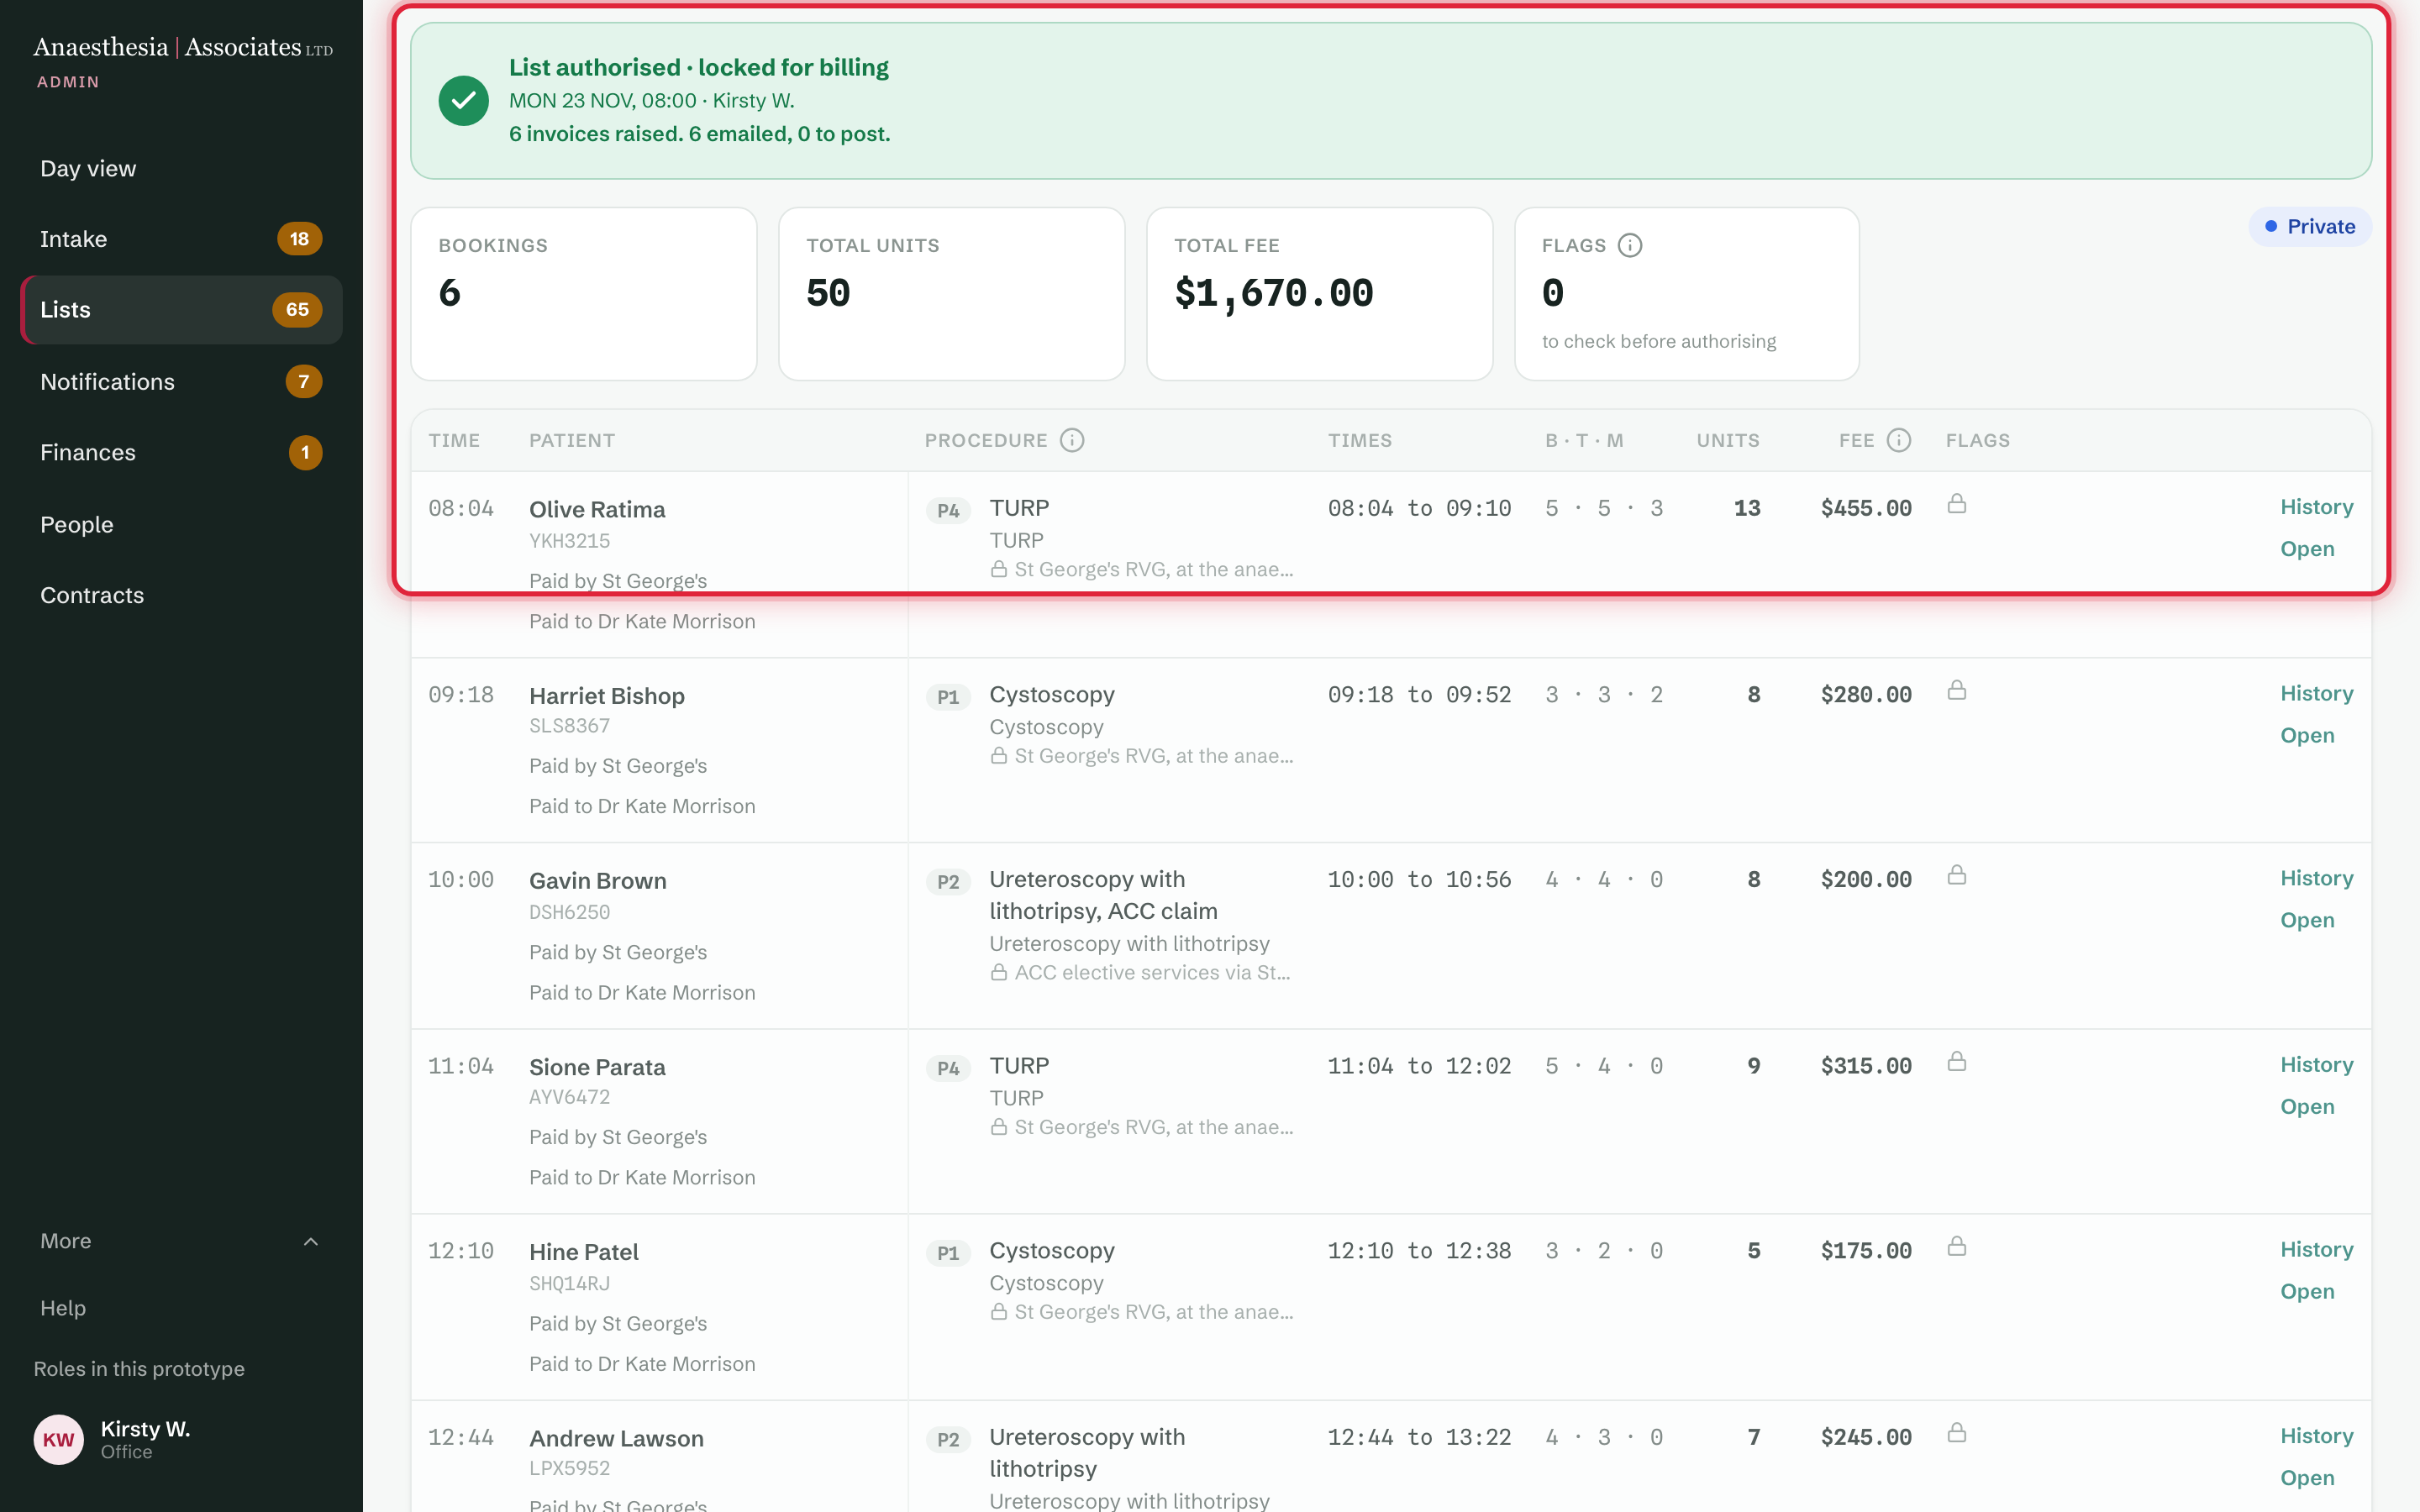 Anaesthesia | Associates LTD
ADMIN
Day view
Intake 18
Lists 65
Notifications 7
Finances 1
People
Contracts
More
Help
Roles in this prototype
KW
Kirsty W.
Office
List authorised · locked for billing
MON 23 NOV, 08:00 · Kirsty W.
6 invoices raised. 6 emailed, 0 to post.
BOOKINGS
6
TOTAL UNITS
50
TOTAL FEE
$1,670.00
FLAGS
0
to check before authorising
Private
TIME PATIENT PROCEDURE TIMES B · T · M UNITS FEE FLAGS
08:04 Olive Ratima P4 TURP 08:04 to 09:10 5 · 5 · 3 13 $455.00 History
YKH3215 TURP Open
Paid by St George's St George's RVG, at the anae...
Paid to Dr Kate Morrison
09:18 Harriet Bishop P1 Cystoscopy 09:18 to 09:52 3 · 3 · 2 8 $280.00 History
SLS8367 Cystoscopy Open
Paid by St George's St George's RVG, at the anae...
Paid to Dr Kate Morrison
10:00 Gavin Brown P2 Ureteroscopy with 10:00 to 10:56 4 · 4 · 0 8 $200.00 History
DSH6250 lithotripsy, ACC claim Open
Paid by St George's Ureteroscopy with lithotripsy
ACC elective services via St...
Paid to Dr Kate Morrison
11:04 Sione Parata P4 TURP 11:04 to 12:02 5 · 4 · 0 9 $315.00 History
AYV6472 TURP Open
Paid by St George's St George's RVG, at the anae...
Paid to Dr Kate Morrison
12:10 Hine Patel P1 Cystoscopy 12:10 to 12:38 3 · 2 · 0 5 $175.00 History
SHQ14RJ Cystoscopy Open
Paid by St George's St George's RVG, at the anae...
Paid to Dr Kate Morrison
12:44 Andrew Lawson P2 Ureteroscopy with 12:44 to 13:22 4 · 3 · 0 7 $245.00 History
LPX5952 lithotripsy Open
Paid by St George's Ureteroscopy with lithotripsy